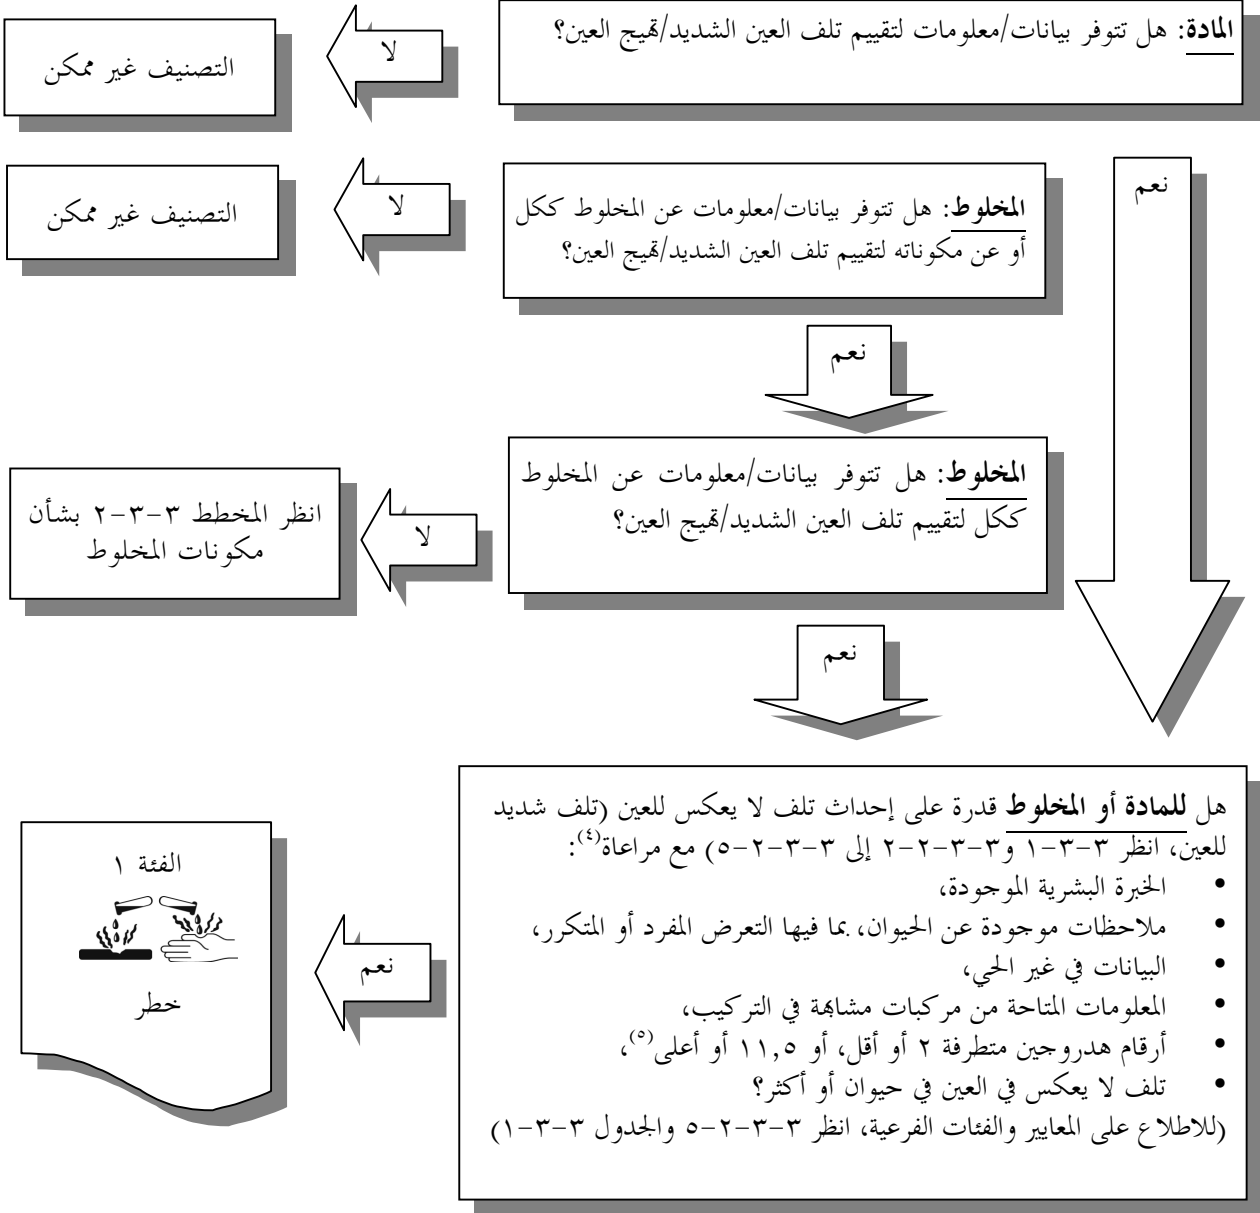 المادة: هل تتوفر بيانات/معلومات لتقييم تلف العين الشديد/تهيج العين؟
لا
التصنيف غير ممكن
نعم
المخلوط: هل تتوفر بيانات/معلومات عن المخلوط ككل
أو عن مكوناته لتقييم تلف العين الشديد/تهيج العين؟
لا
التصنيف غير ممكن
نعم
المخلوط: هل تتوفر بيانات/معلومات عن المخلوط
ككل لتقييم تلف العين الشديد/تهيج العين؟
لا
انظر المخطط ٣-٣-٢ بشأن
مكونات المخلوط
نعم
هل للمادة أو المخلوط قدرة على إحداث تلف لا يعكس للعين (تلف شديد
للعين، انظر ٣-٣-١ و٣-٣-٢-٢ إلى ٣-٣-٢-٥) مع مراعاة(٤):
• الخبرة البشرية الموجودة،
• ملاحظات موجودة عن الحيوان، بما فيها التعرض المفرد أو المتكرر،
• البيانات في غير الحي،
• المعلومات المتاحة من مركبات مشابهة في التركيب،
• أرقام هدروجين متطرفة ٢ أو أقل، أو ١١,٥ أو أعلى(٥)،
• تلف لا يعكس في العين في حيوان أو أكثر؟
(للاطلاع على المعايير والفئات الفرعية، انظر ٣-٣-٢-٥ والجدول ٣-٣-١)
نعم
الفئة ١
خطر